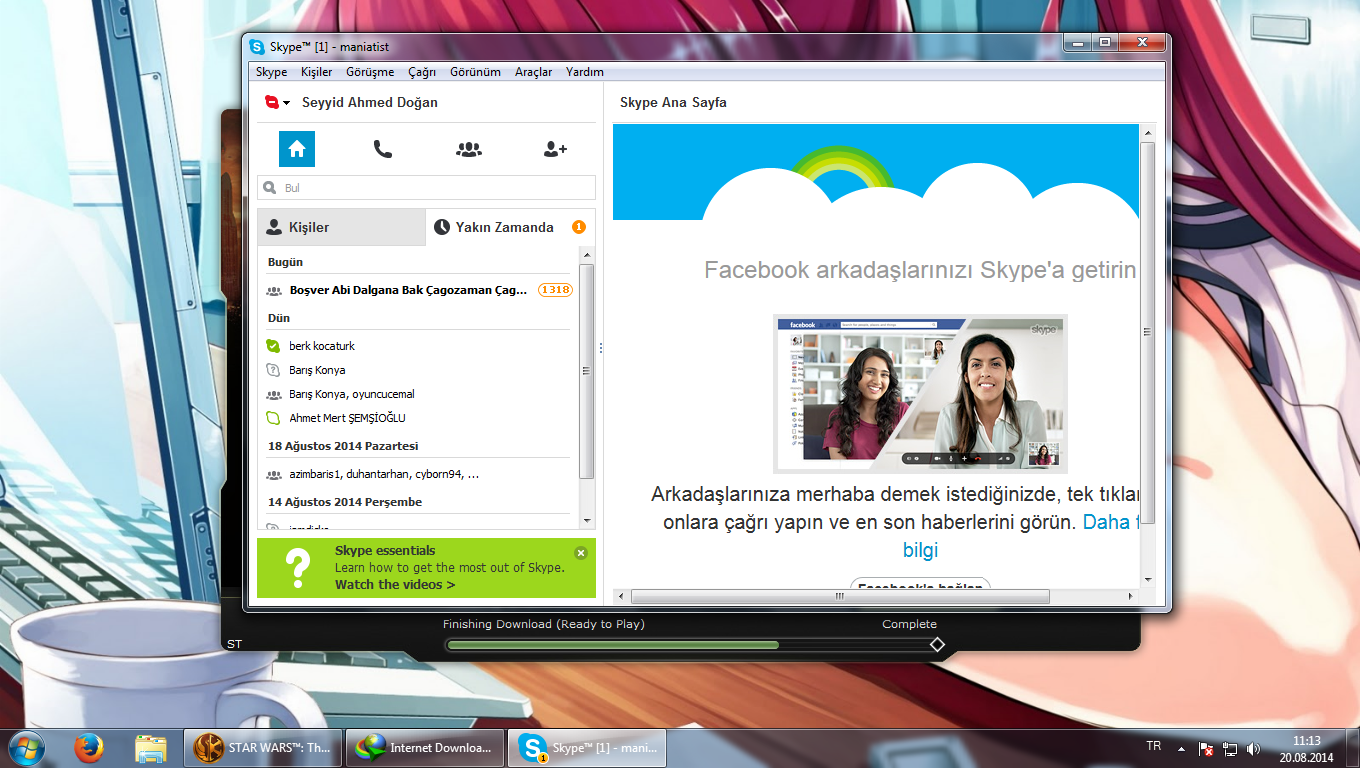 Skype™ [1] - maniatist
Skype Kişiler Görüşme Çağrı Görünüm Araçlar Yardım
Seyyid Ahmed Doğan
Skype Ana Sayfa
Bul
Kişiler
Yakın Zamanda 1
Bugün
Boşver Abi Dalgana Bak Çagozaman Çag... 1318
Dün
berk kocaturk
Barış Konya
Barış Konya, oyuncucemal
Ahmet Mert ŞEMŞİOĞLU
18 Ağustos 2014 Pazartesi
azimbaris1, duhantarhan, cyborn94, ...
14 Ağustos 2014 Perşembe
Skype essentials
Learn how to get the most out of Skype.
Watch the videos >
Facebook arkadaşlarınızı Skype'a getirin
facebook
skype
Arkadaşlarınıza merhaba demek istediğinizde, tek tıklar
onlara çağrı yapın ve en son haberlerini görün. Daha f
bilgi
Facebook'a bağlan
Finishing Download (Ready to Play)
Complete
ST
STAR WARS™: Th...
Internet Downloa...
Skype™ [1] - mani...
TR
11:13
20.08.2014